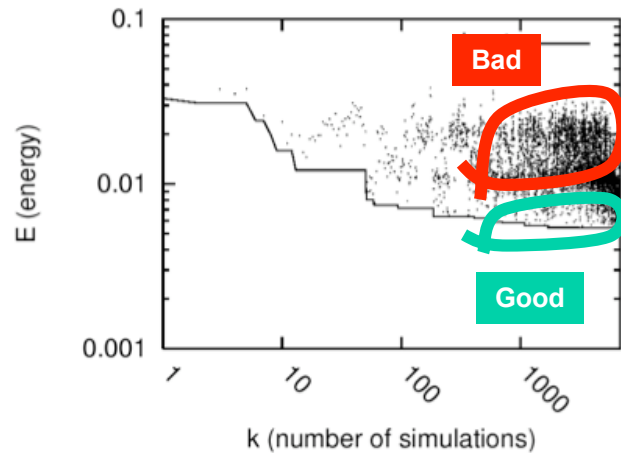 0.1
Bad
E (energy)
0.01
Good
0.001
1
10
100
1000
k (number of simulations)